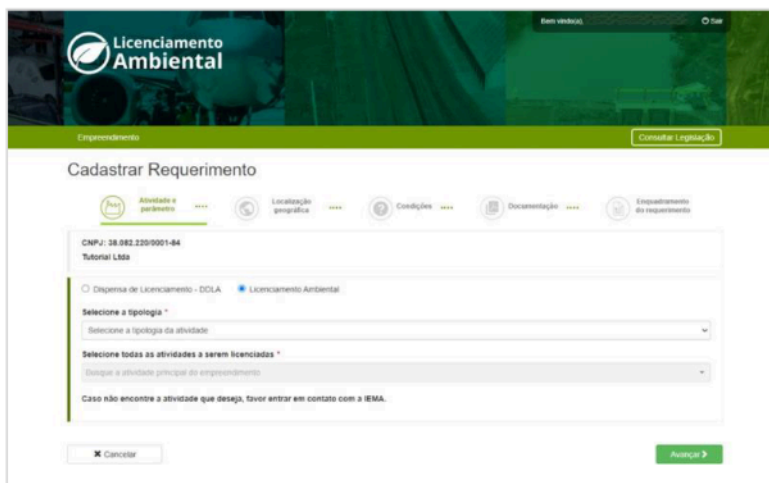 Bem vindo(a),
Sair
Licenciamento
Ambiental
Empreendimento
Consultar Legislação
Cadastrar Requerimento
Atividade e
parâmetro
Localização
geográfica
Condições
Documentação
Enquadramento
do requerimento
CNPJ: 38.082.220/0001-84
Tutorial Ltda
Dispensa de Licenciamento - DDLA
Licenciamento Ambiental
Selecione a tipologia *
Selecione a tipologia da atividade
Selecione todas as atividades a serem licenciadas *
Busque a atividade principal do empreendimento
Caso não encontre a atividade que deseja, favor entrar em contato com a IEMA.
Cancelar
Avançar